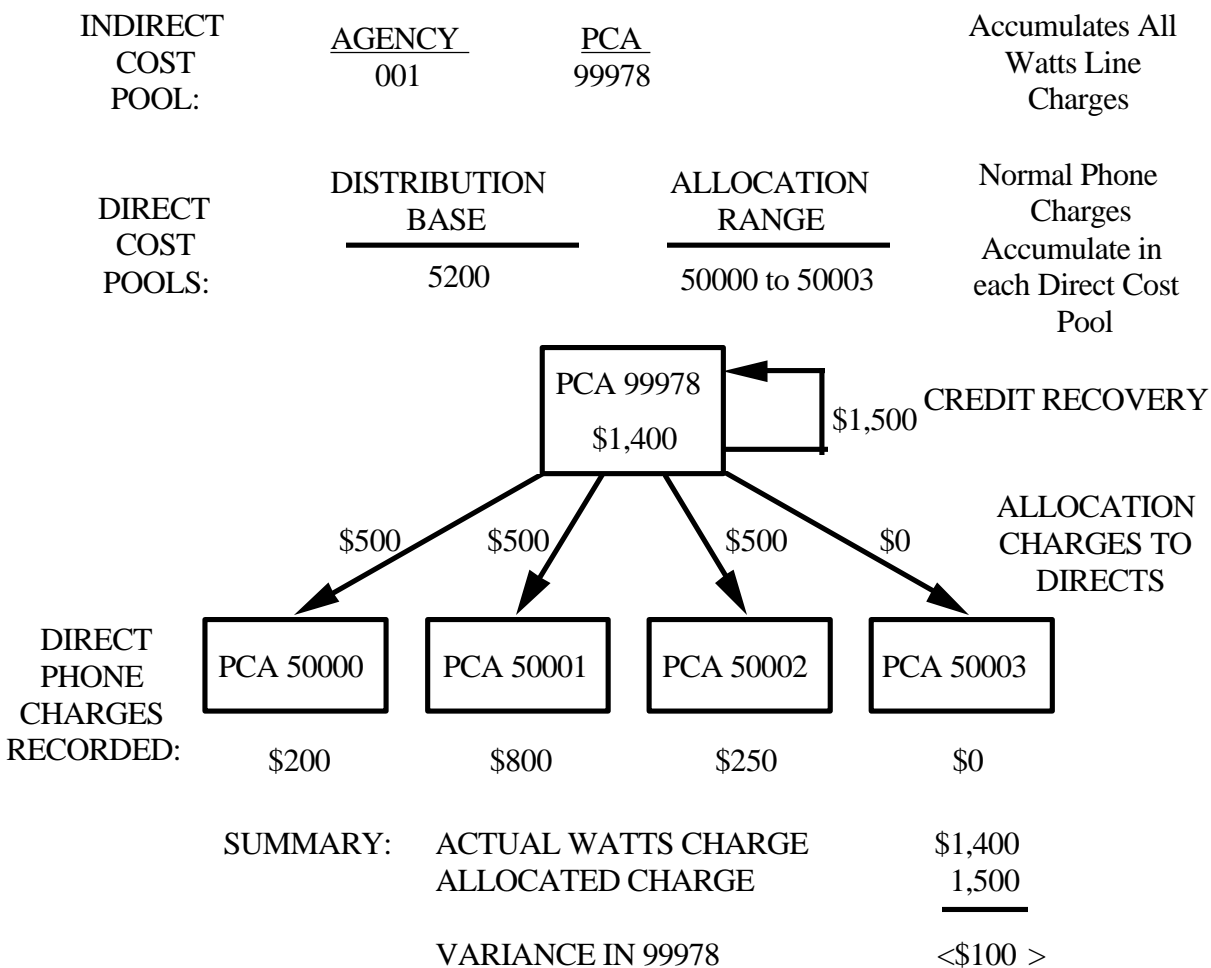 INDIRECT
COST
POOL:
AGENCY
001
PCA
99978
Accumulates All
Watts Line
Charges
DIRECT
COST
POOLS:
DISTRIBUTION
BASE
5200
ALLOCATION
RANGE
50000 to 50003
Normal Phone
Charges
Accumulate in
each Direct Cost
Pool
PCA 99978
$1,400
$1,500
CREDIT RECOVERY
$500
$500
$500
$0
ALLOCATION
CHARGES TO
DIRECTS
DIRECT
PHONE
CHARGES
RECORDED:
PCA 50000
PCA 50001
PCA 50002
PCA 50003
$200
$800
$250
$0
SUMMARY: ACTUAL WATTS CHARGE $1,400
ALLOCATED CHARGE 1,500
VARIANCE IN 99978 <$100 >